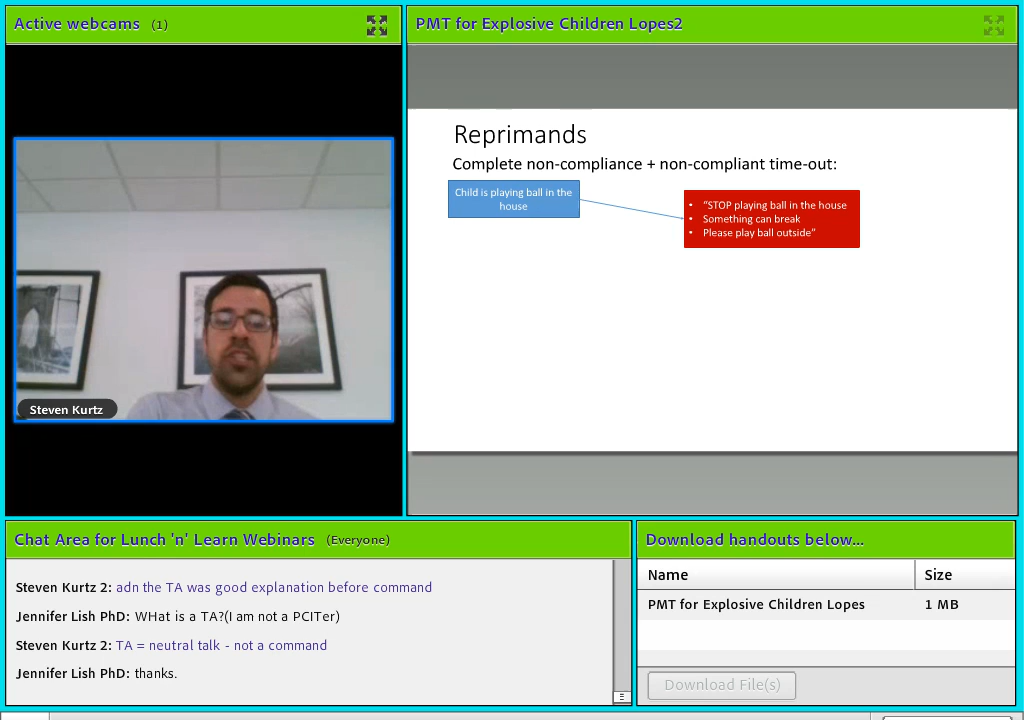 Active webcams (1)
Steven Kurtz
PMT for Explosive Children Lopes2
Reprimands
Complete non-compliance + non-compliant time-out:
Child is playing ball in the
house
• “STOP playing ball in the house
• Something can break
• Please play ball outside”
Chat Area for Lunch 'n' Learn Webinars (Everyone)
Steven Kurtz 2: adn the TA was good explanation before command
Jennifer Lish PhD: WHat is a TA?(I am not a PCITer)
Steven Kurtz 2: TA = neutral talk - not a command
Jennifer Lish PhD: thanks.
Download handouts below...
Name Size
PMT for Explosive Children Lopes 1 MB
Download File(s)